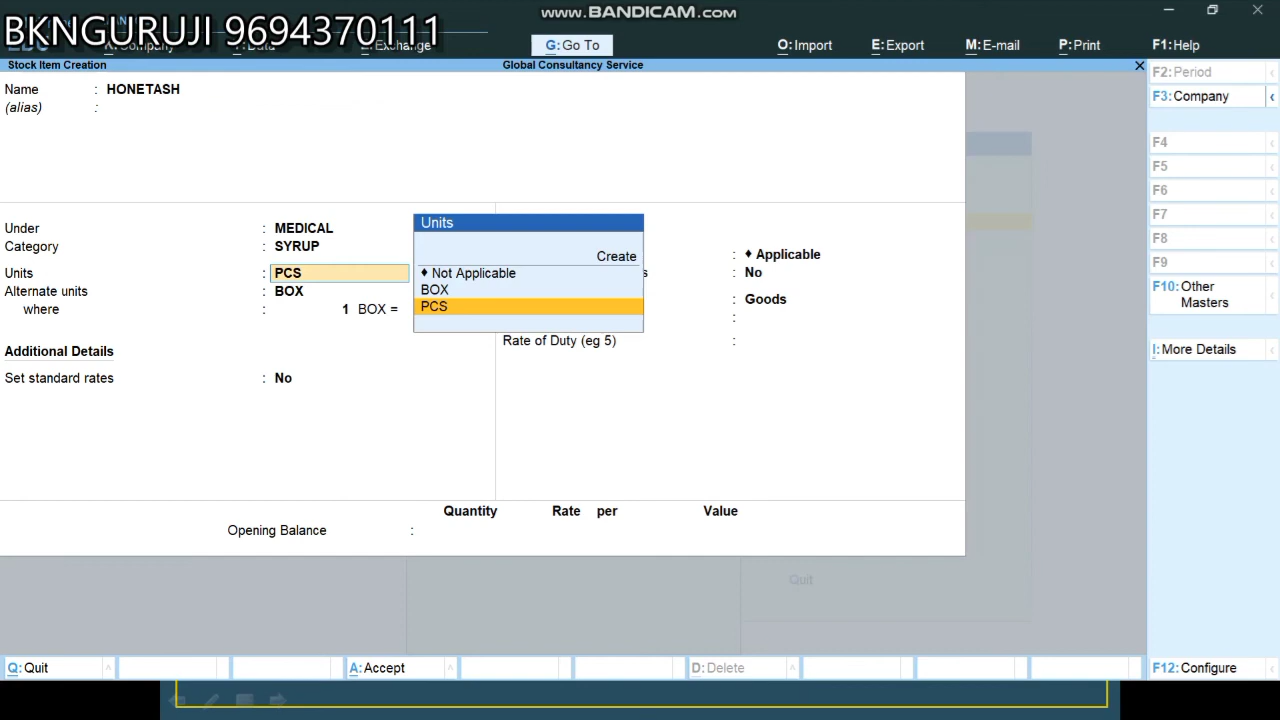 www.BANDICAM.com
BKNGURUJI 9694370111
G: Go To
O: Import
E: Export
M: E-mail
P: Print
F1: Help
Stock Item Creation
Global Consultancy Service
F2: Period
F3: Company
Name : HONETASH
(alias) :
F4
F5
F6
F7
F8
F9
F10: Other
Masters
I: More Details
Under : MEDICAL
Category : SYRUP
Units : PCS
Alternate units : BOX
where : 1 BOX =
Units
Create
♦ Not Applicable
BOX
PCS
: ♦ Applicable
s : No
: Goods
:
Rate of Duty (eg 5) :
Additional Details
Set standard rates : No
Quantity Rate per Value
Opening Balance :
Quit
Q: Quit
A: Accept
D: Delete
F12: Configure